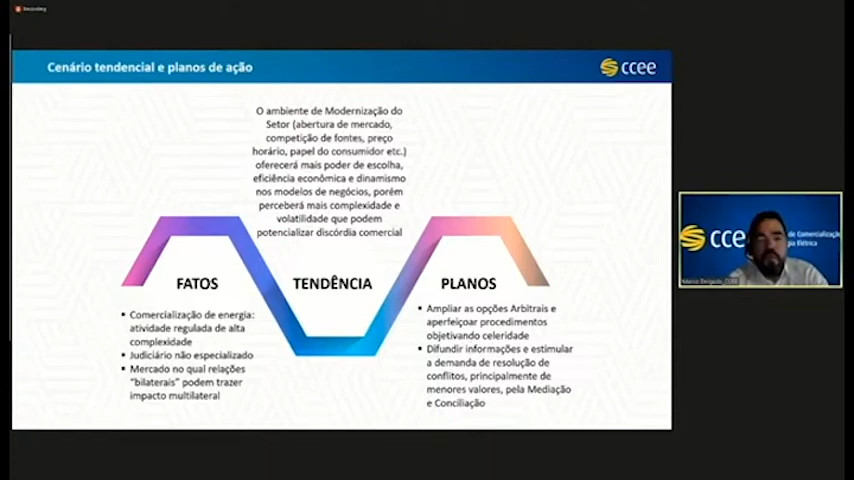 Recording
Cenário tendencial e planos de ação
ccee
O ambiente de Modernização do
Setor (abertura de mercado,
competição de fontes, preço
horário, papel do consumidor etc.)
oferecerá mais poder de escolha,
eficiência econômica e dinamismo
nos modelos de negócios, porém
perceberá mais complexidade e
volatilidade que podem
potencializar discórdia comercial
FATOS
TENDÊNCIA
PLANOS
Comercialização de energia:
atividade regulada de alta
complexidade
Judiciário não especializado
Mercado no qual relações
"bilaterais" podem trazer
impacto multilateral
Ampliar as opções Arbitrais e
aperfeiçoar procedimentos
objetivando celeridade
Difundir informações e estimular
a demanda de resolução de
conflitos, principalmente de
menores valores, pela Mediação
e Conciliação
cce
de Comercialização
Elétrica